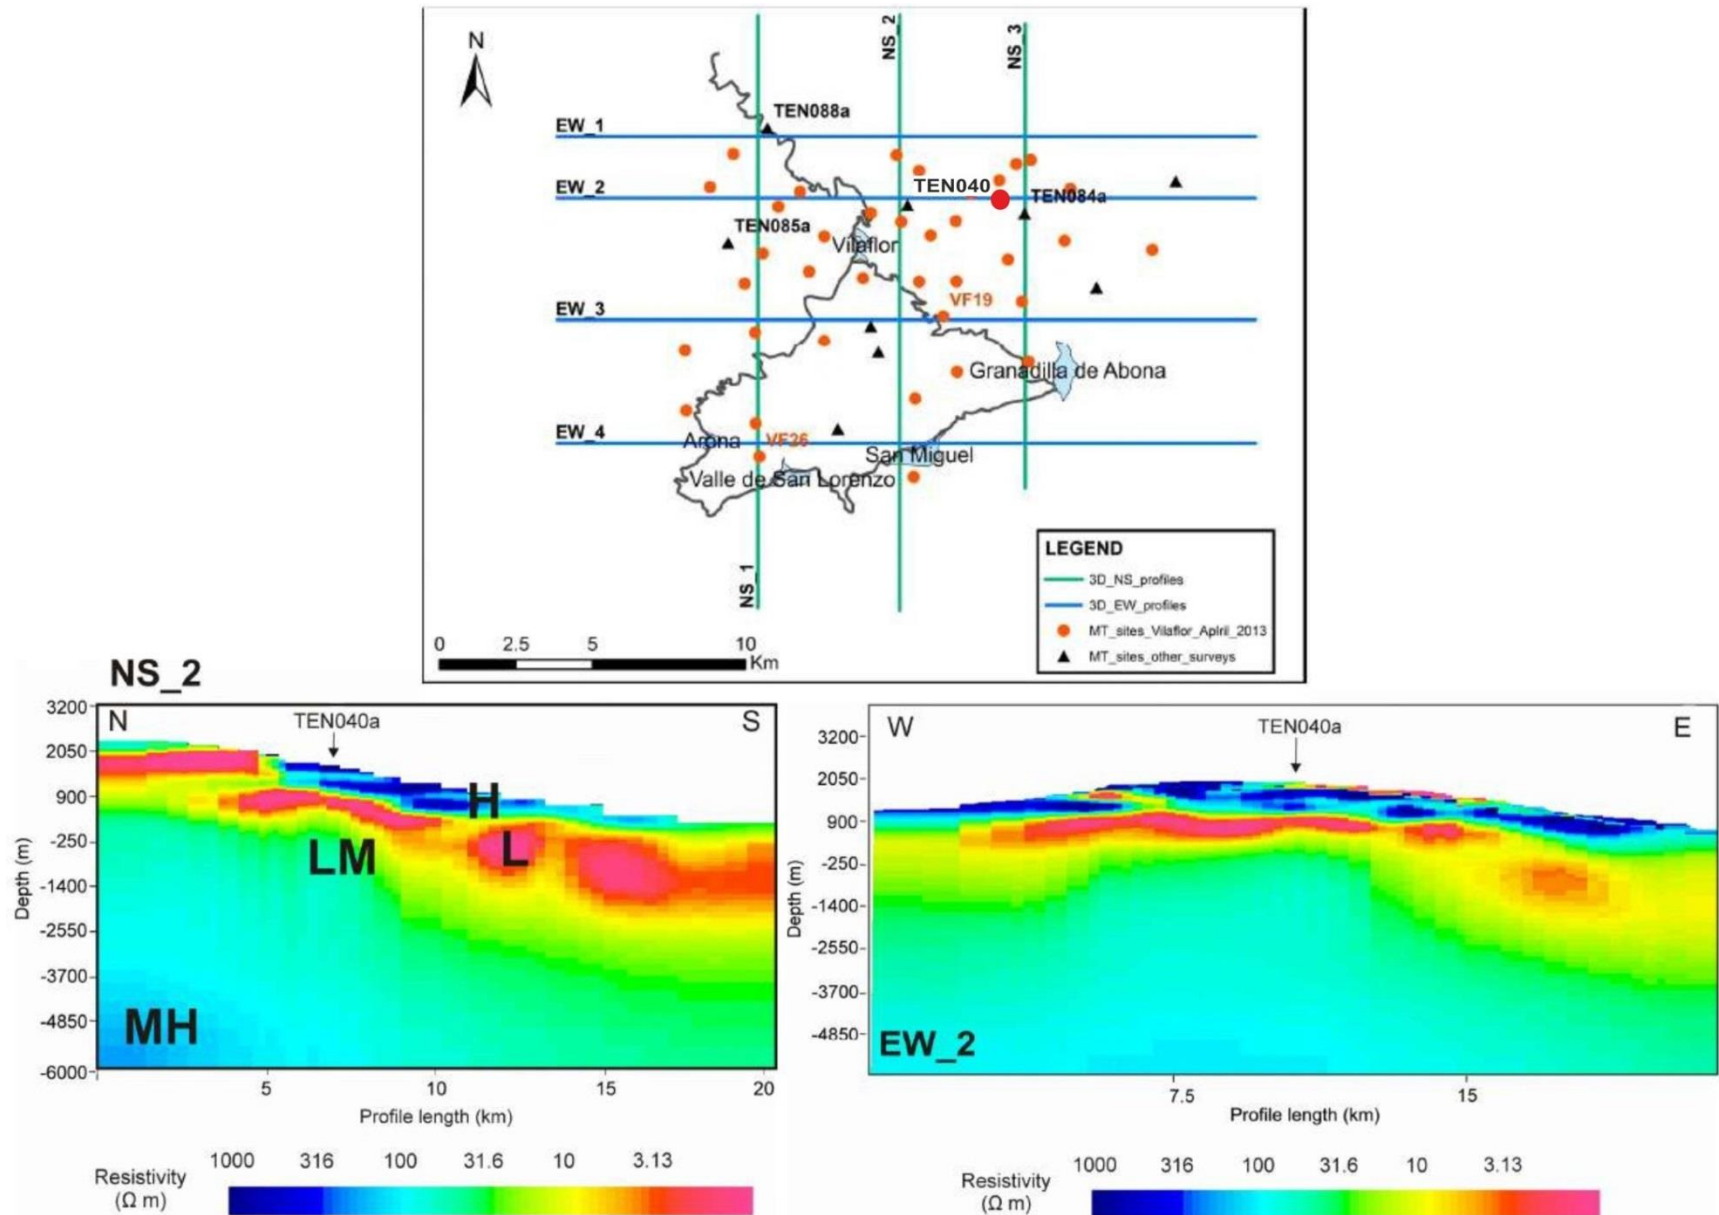 N
NS_2
NS_3
TEN088a
EW_1
EW_2
TEN040
TEN084a
TEN085a
Vilaflor
VF19
EW_3
Granadilla de Abona
EW_4
Arona
VF26
San Miguel
Valle de San Lorenzo
NS_1
LEGEND
3D_NS_profiles
3D_EW_profiles
MT_sites_Vilaflor_Aplril_2013
MT_sites_other_surveys
0 2.5 5 10
Km
NS_2
N
TEN040a
S
3200
2050
900
-250
-1400
-2550
-3700
-4850
-6000
Depth (m)
H
L
LM
MH
5 10 15 20
Profile length (km)
Resistivity
(Ω m)
1000 316 100 31.6 10 3.13
W
TEN040a
E
3200
2050
900
-250
-1400
-2550
-3700
-4850
Depth (m)
EW_2
7.5 15
Profile length (km)
Resistivity
(Ω m)
1000 316 100 31.6 10 3.13